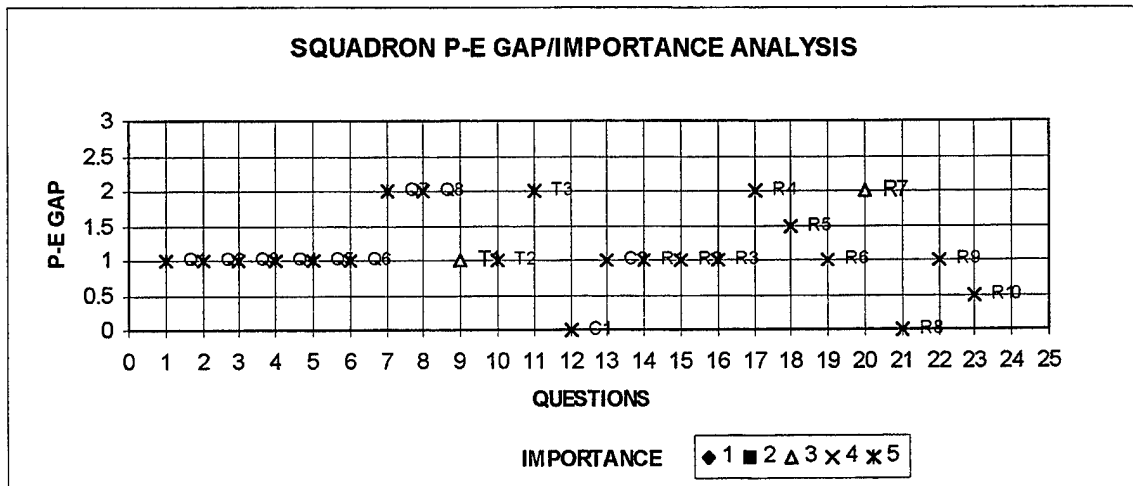 SQUADRON P-E GAP/IMPORTANCE ANALYSIS
P-E GAP
3
2.5
2
1.5
1
0.5
0
Q8
T3
R4
R7
R5
Q6
T2
R3
R6
R9
R10
C1
R8
0 1 2 3 4 5 6 7 8 9 10 11 12 13 14 15 16 17 18 19 20 21 22 23 24 25
QUESTIONS
IMPORTANCE 1 2 3 4 5